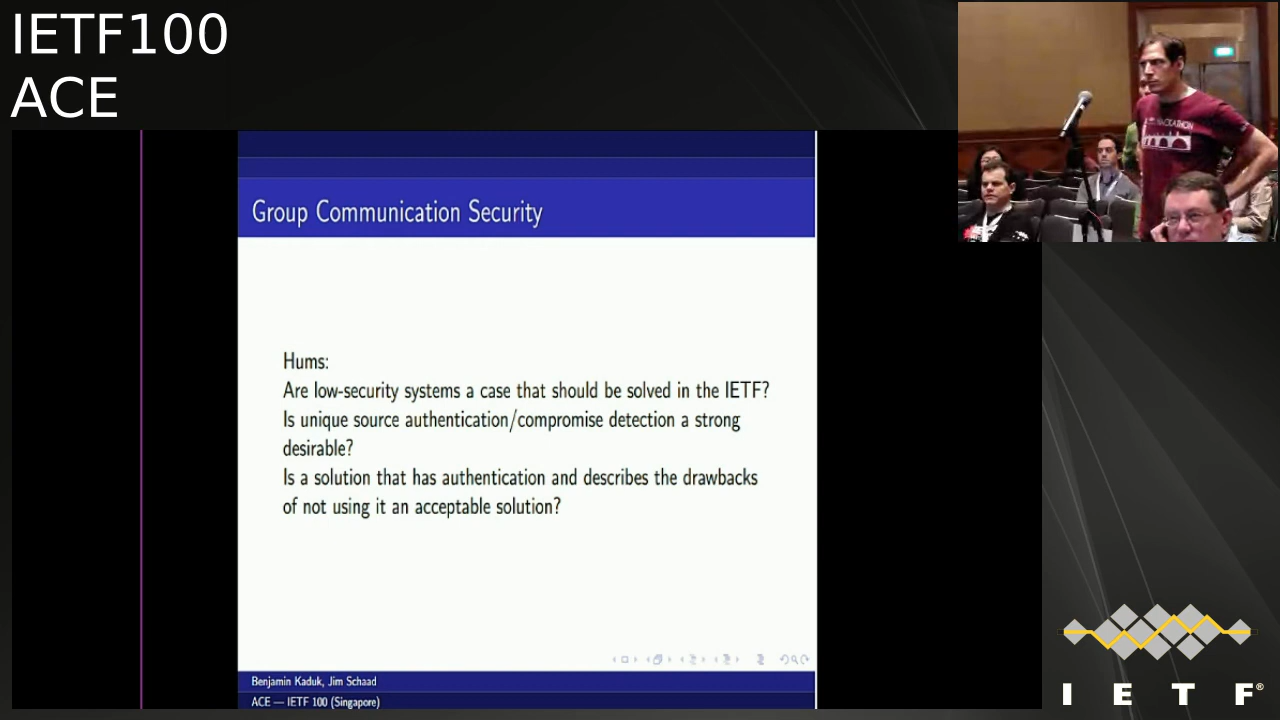 IETF100
ACE
HACKATHON
Group Communication Security
Hums:
Are low-security systems a case that should be solved in the IETF?
Is unique source authentication/compromise detection a strong
desirable?
Is a solution that has authentication and describes the drawbacks
of not using it an acceptable solution?
Benjamin Kaduk, Jim Schaad
ACE — IETF 100 (Singapore)
I E T F®